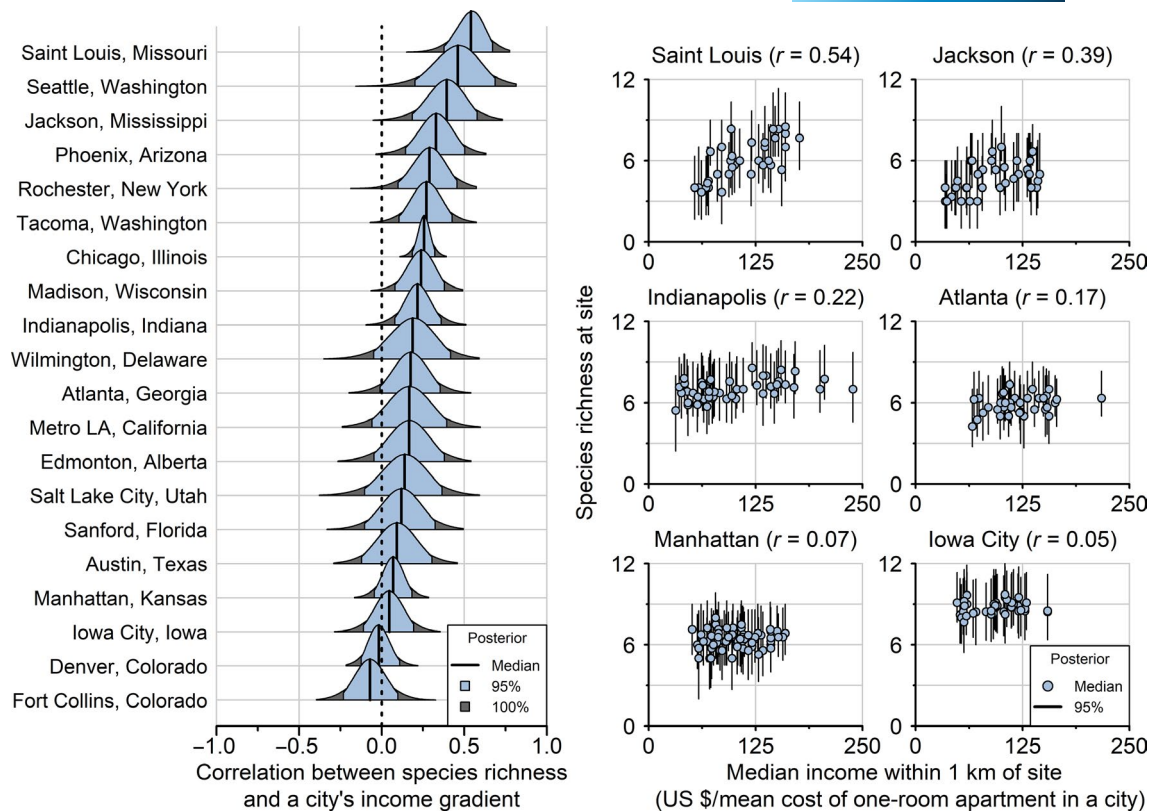 Saint Louis, Missouri
Seattle, Washington
Jackson, Mississippi
Phoenix, Arizona
Rochester, New York
Tacoma, Washington
Chicago, Illinois
Madison, Wisconsin
Indianapolis, Indiana
Wilmington, Delaware
Atlanta, Georgia
Metro LA, California
Edmonton, Alberta
Salt Lake City, Utah
Sanford, Florida
Austin, Texas
Manhattan, Kansas
Iowa City, Iowa
Denver, Colorado
Fort Collins, Colorado
Posterior
Median
95%
100%
−1.0 −0.5 0.0 0.5 1.0
Correlation between species richness
and a city's income gradient
Species richness at site
Saint Louis (r = 0.54)
12
6
0
0 125 250
Jackson (r = 0.39)
12
6
0
0 125 250
Indianapolis (r = 0.22)
12
6
0
0 125 250
Atlanta (r = 0.17)
12
6
0
0 125 250
Manhattan (r = 0.07)
12
6
0
0 125 250
Iowa City (r = 0.05)
12
6
0
Posterior
Median
95%
0 125 250
Median income within 1 km of site
(US $/mean cost of one-room apartment in a city)